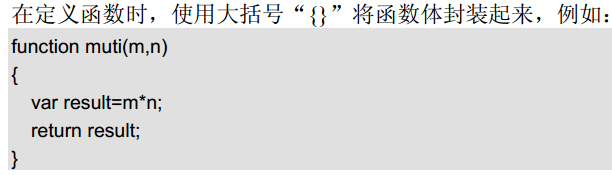 在定义函数时，使用大括号“{}”将函数体封装起来，例如：
function muti(m,n)
{
var result=m*n;
return result;
}